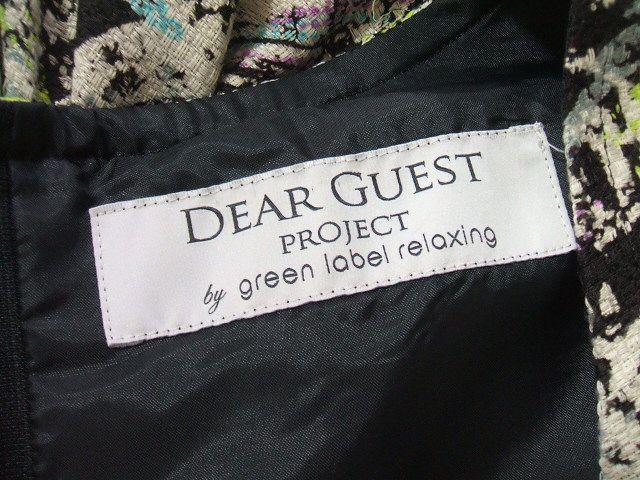 DEAR GUEST
PROJECT
by green label relaxing